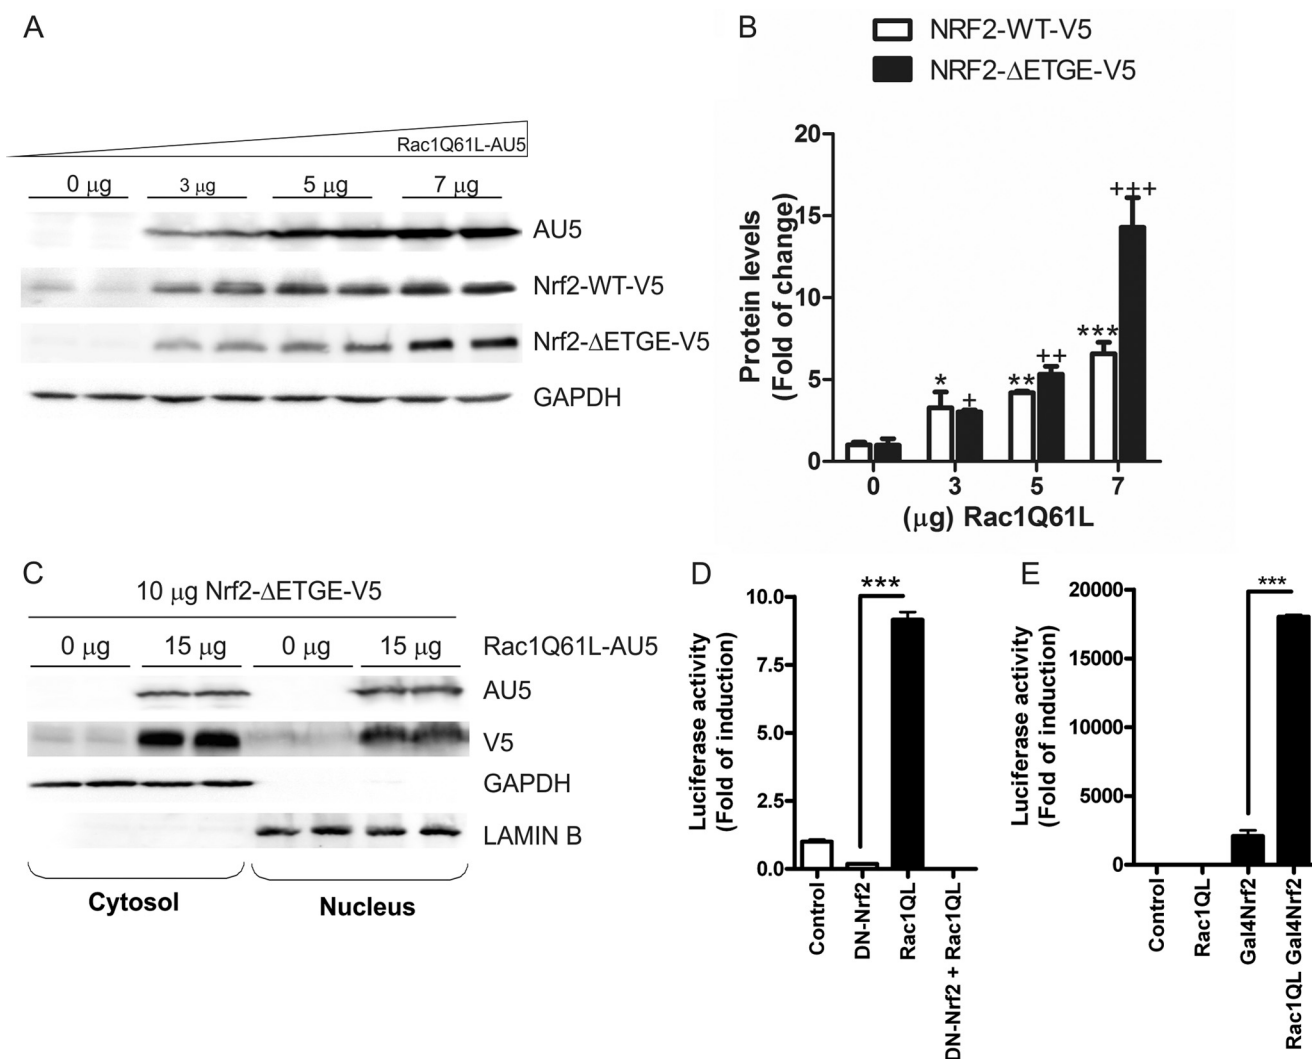 A
Rac1Q61L-AU5
0 μg 3 μg 5 μg 7 μg
AU5
Nrf2-WT-V5
Nrf2-ΔETGE-V5
GAPDH
B
NRF2-WT-V5
NRF2-ΔETGE-V5
Protein levels
(Fold of change)
20
15
10
5
0
* + ** ++ *** +++
0 3 5 7
(μg) Rac1Q61L
C
10 μg Nrf2-ΔETGE-V5
0 μg 15 μg 0 μg 15 μg Rac1Q61L-AU5
AU5
V5
GAPDH
LAMIN B
Cytosol Nucleus
D
Luciferase activity
(Fold of induction)
10.0
7.5
5.0
2.5
0.0
***
Control
DN-Nrf2
Rac1QL
DN-Nrf2 + Rac1QL
E
Luciferase activity
(Fold of induction)
20000
15000
10000
5000
0
***
Control
Rac1QL
Gal4Nrf2
Rac1QL Gal4Nrf2